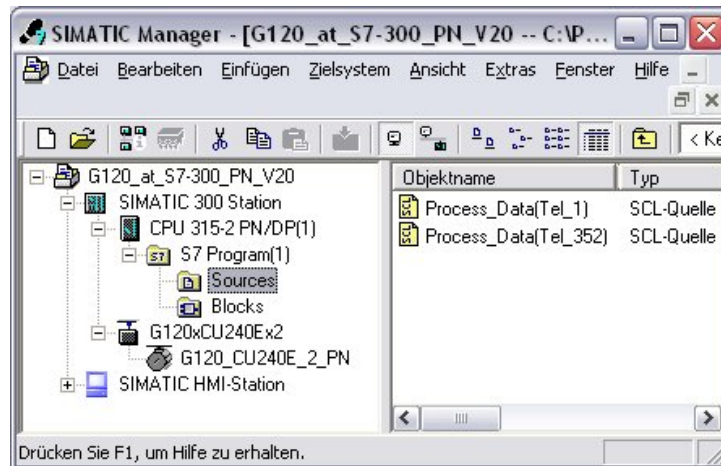 SIMATIC Manager - [G120_at_S7-300_PN_V20 -- C:\P...
Datei Bearbeiten Einfügen Zielsystem Ansicht Extras Fenster Hilfe
< Ke
G120_at_S7-300_PN_V20
SIMATIC 300 Station
CPU 315-2 PN/DP(1)
S7 Program(1)
Sources
Blocks
G120xCU240Ex2
G120_CU240E_2_PN
SIMATIC HMI-Station
Objektname Typ
Process_Data(Tel_1) SCL-Quelle
Process_Data(Tel_352) SCL-Quelle
Drücken Sie F1, um Hilfe zu erhalten.